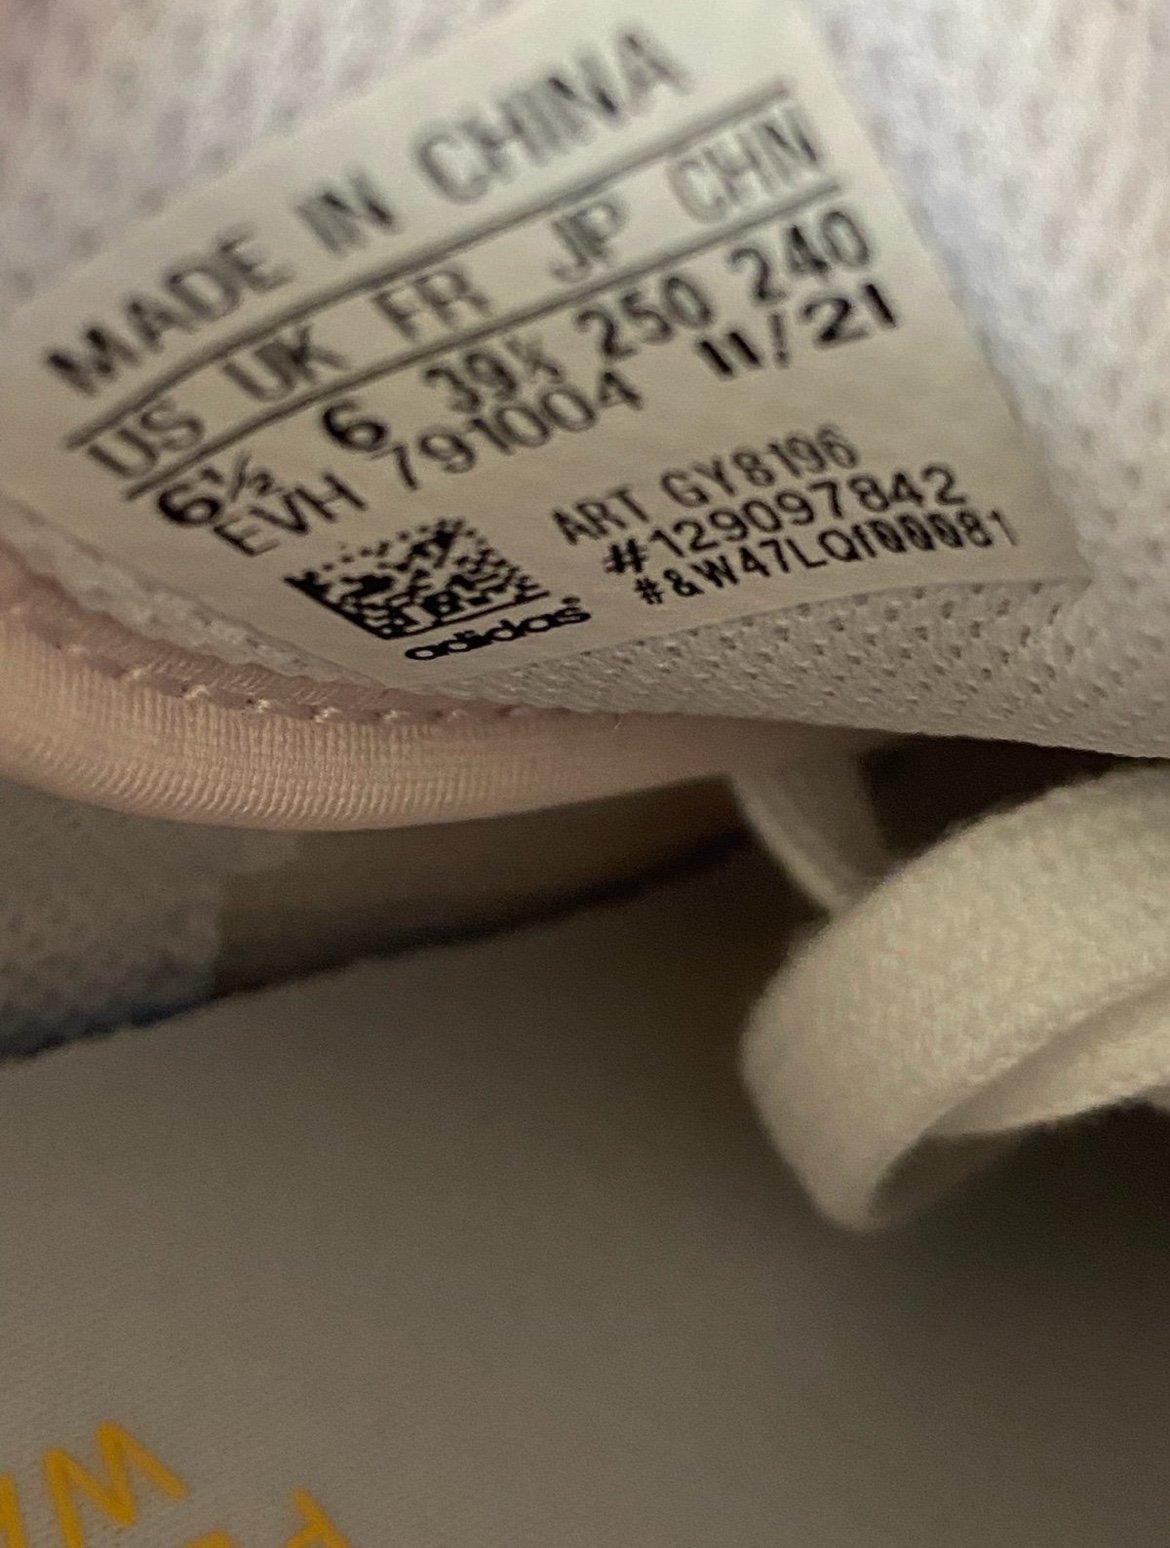 MADE IN CHINA
US UK FR JP CHN
6½ 6 39⅓ 250 240
EVH 791004 11/21
ART GY8196
#129097842
adidas